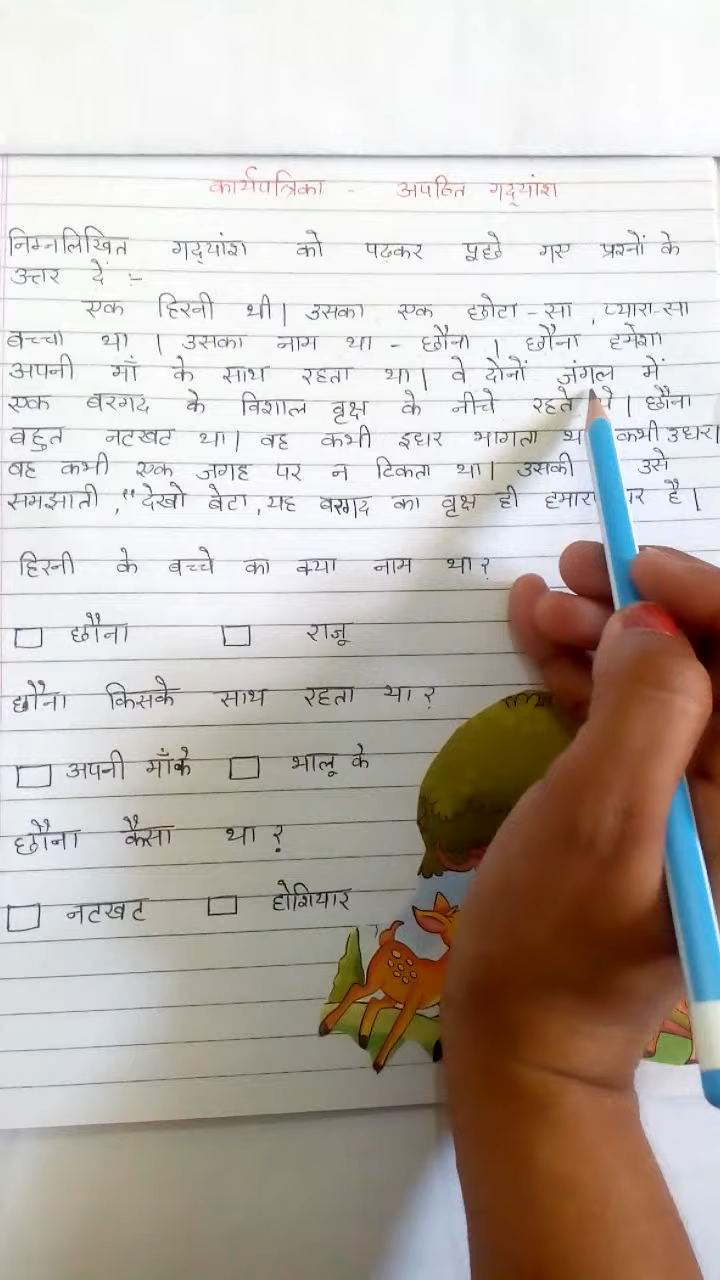 कार्यपत्रिका - अपठित गद्यांश
निम्नलिखित गद्यांश को पढ़कर पूछे गए प्रश्नों के
उत्तर दें :-
एक हिरनी थी। उसका एक छोटा-सा, प्यारा-सा
बच्चा था। उसका नाम था - छौना। छौना हमेशा
अपनी माँ के साथ रहता था। वे दोनों जंगल में
एक बरगद के विशाल वृक्ष के नीचे रहते । छौना
बहुत नटखट था। वह कभी इधर भागता कभी उधर।
वह कभी एक जगह पर न टिकता था। उसकी उसे
समझाती, "देखो बेटा, यह बरगद का वृक्ष ही है।
हिरनी के बच्चे का क्या नाम था?
छौना राजू
छौना किसके साथ रहता था?
अपनी माँके भालू के
छौना कैसा था?
नटखट होशियार